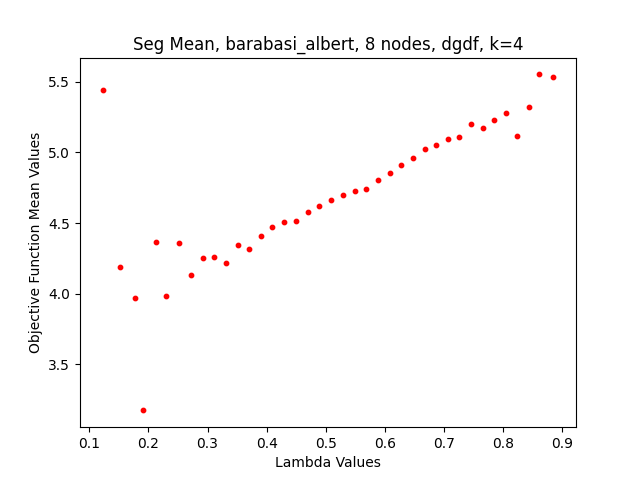 Seg Mean, barabasi_albert, 8 nodes, dgdf, k=4
Objective Function Mean Values
5.5
5.0
4.5
4.0
3.5
0.1 0.2 0.3 0.4 0.5 0.6 0.7 0.8 0.9
Lambda Values